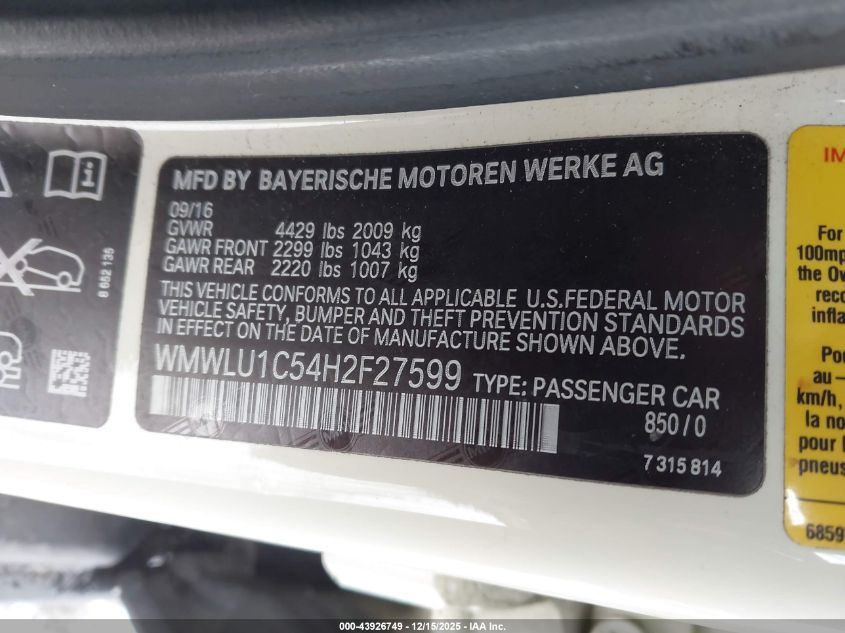 MFD BY BAYERISCHE MOTOREN WERKE AG
09/16
GVWR 4429 lbs 2009 kg
GAWR FRONT 2299 lbs 1043 kg
GAWR REAR 2220 lbs 1007 kg
THIS VEHICLE CONFORMS TO ALL APPLICABLE U.S.FEDERAL MOTOR
VEHICLE SAFETY, BUMPER AND THEFT PREVENTION STANDARDS
IN EFFECT ON THE DATE OF MANUFACTURE SHOWN ABOVE.
WMWLU1C54H2F27599 TYPE: PASSENGER CAR
850/0
7 315 814
8 652 135
IM
For
100mp
the Ow
reco
infla
Po
au –
km/h,
la no
pour l
pneus
6859
000-43926749 - 12/15/2025 - IAA Inc.